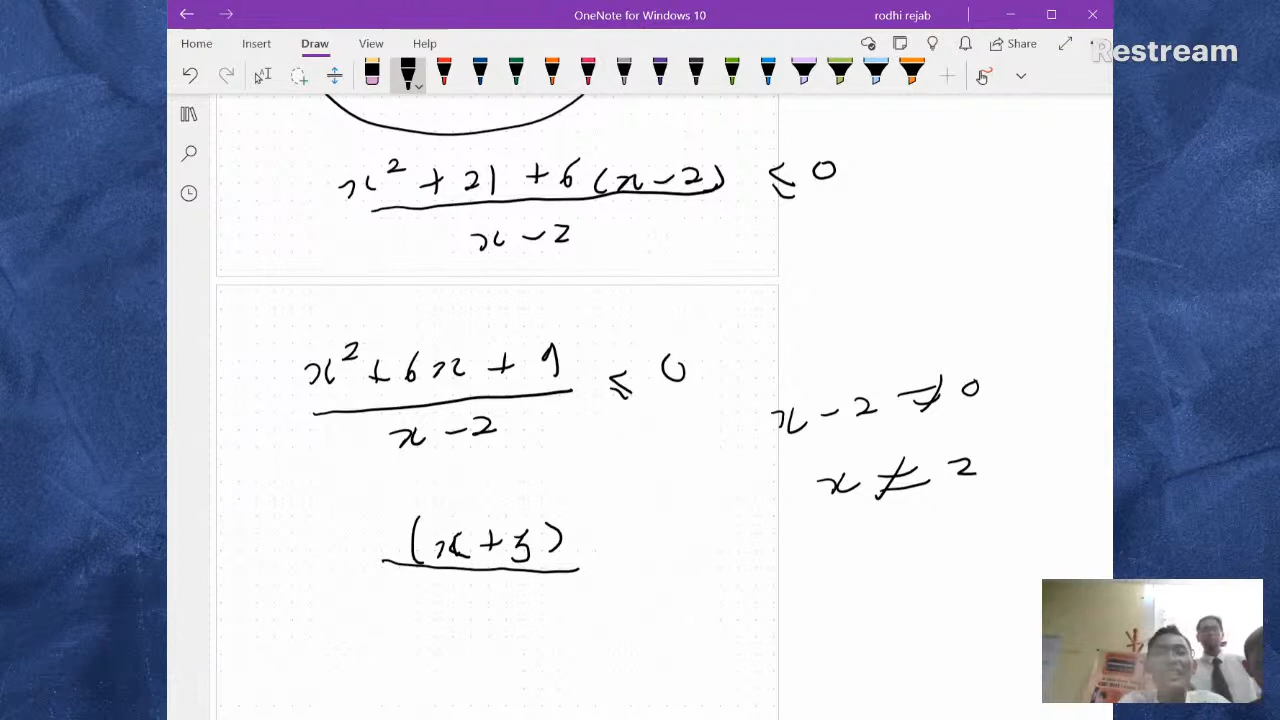 OneNote for Windows 10
rodhi rejab
Home Insert Draw View Help
Share
Restream
x² + 21 + 6(x - 2) ≤ 0
x - 2
x² + 6x + 9 ≤ 0
x - 2
x - 2 ≠ 0
x ≠ 2
(x + 3)